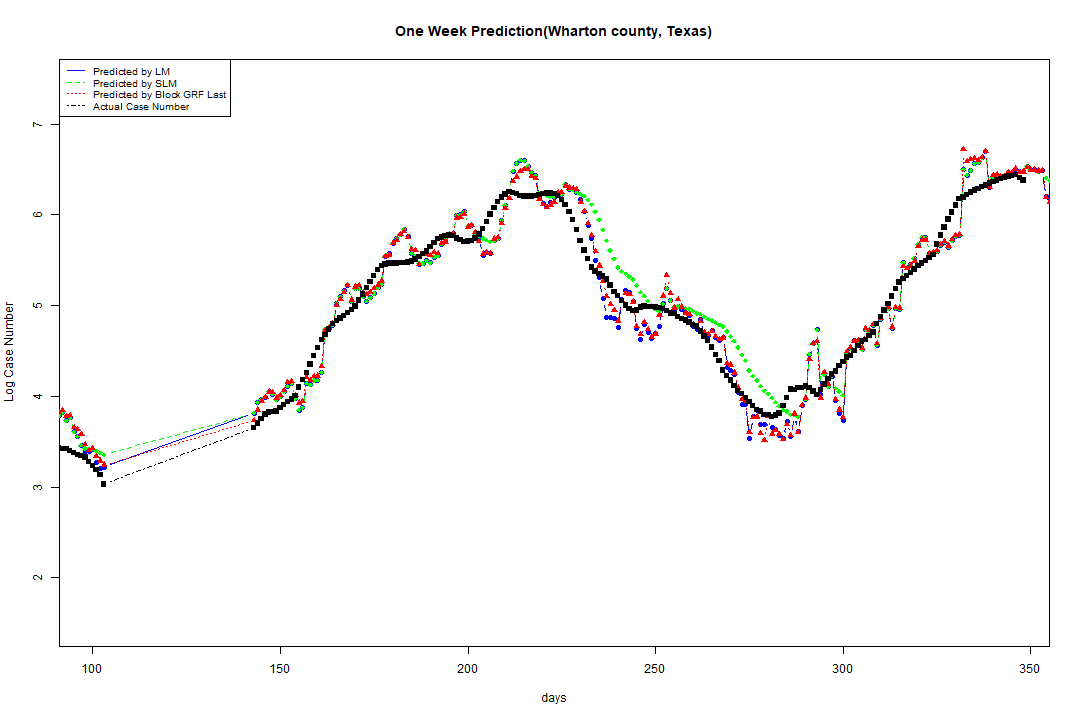 One Week Prediction(Wharton county, Texas)
Predicted by LM
Predicted by SLM
Predicted by Block GRF Last
Actual Case Number
Log Case Number
7
6
5
4
3
2
100 150 200 250 300 350
days